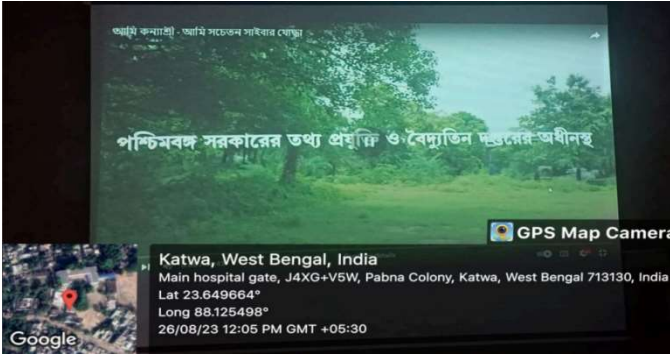 আমি কন্যাশ্রী - আমি সচেতন সাইবার যোদ্ধা
পশ্চিমবঙ্গ সরকারের তথ্য প্রযুক্তি ও বৈদ্যুতিন দপ্তরের অধীনস্থ
GPS Map Camera
Katwa, West Bengal, India
Main hospital gate, J4XG+V5W, Pabna Colony, Katwa, West Bengal 713130, India
Lat 23.649664°
Long 88.125498°
26/08/23 12:05 PM GMT +05:30
Google